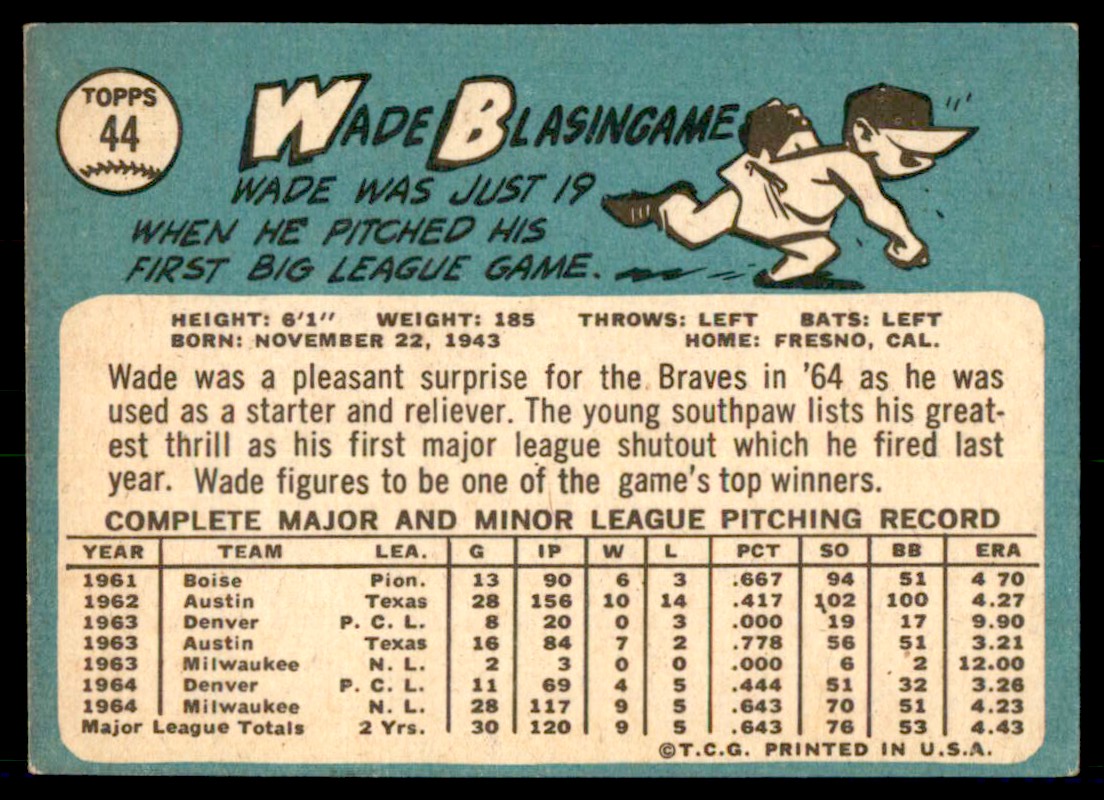 TOPPS
44
WADE BLASINGAME
WADE WAS JUST 19
WHEN HE PITCHED HIS
FIRST BIG LEAGUE GAME.
HEIGHT: 6'1" WEIGHT: 185 THROWS: LEFT BATS: LEFT
BORN: NOVEMBER 22, 1943 HOME: FRESNO, CAL.
Wade was a pleasant surprise for the Braves in '64 as he was
used as a starter and reliever. The young southpaw lists his great-
est thrill as his first major league shutout which he fired last
year. Wade figures to be one of the game's top winners.
COMPLETE MAJOR AND MINOR LEAGUE PITCHING RECORD
YEAR TEAM LEA. G IP W L PCT SO BB ERA
1961 Boise Pion. 13 90 6 3 .667 94 51 4 70
1962 Austin Texas 28 156 10 14 .417 102 100 4.27
1963 Denver P. C. L. 8 20 0 3 .000 19 17 9.90
1963 Austin Texas 16 84 7 2 .778 56 51 3.21
1963 Milwaukee N. L. 2 3 0 0 .000 6 2 12.00
1964 Denver P. C. L. 11 69 4 5 .444 51 32 3.26
1964 Milwaukee N. L. 28 117 9 5 .643 70 51 4.23
Major League Totals 2 Yrs. 30 120 9 5 .643 76 53 4.43
©T.C.G. PRINTED IN U.S.A.